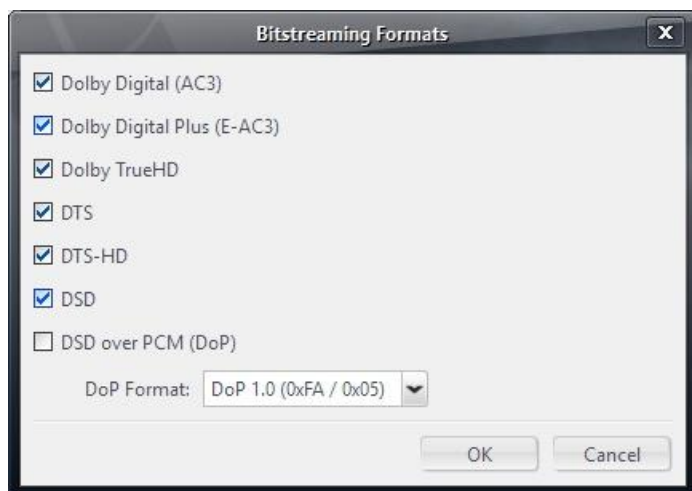 Bitstreaming Formats
Dolby Digital (AC3)
Dolby Digital Plus (E-AC3)
Dolby TrueHD
DTS
DTS-HD
DSD
DSD over PCM (DoP)
DoP Format: DoP 1.0 (0xFA / 0x05)
OK Cancel